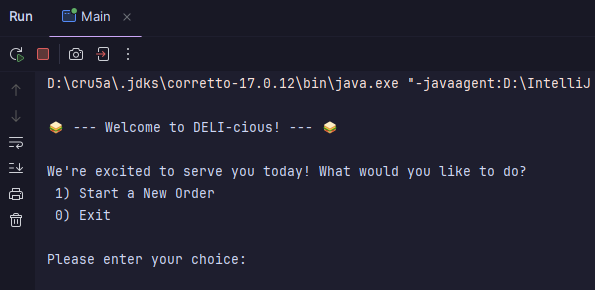 Run Main
D:\cru5a\.jdks\corretto-17.0.12\bin\java.exe "-javaagent:D:\IntelliJ
🥪 --- Welcome to DELI-cious! --- 🥪
We're excited to serve you today! What would you like to do?
1) Start a New Order
0) Exit
Please enter your choice: